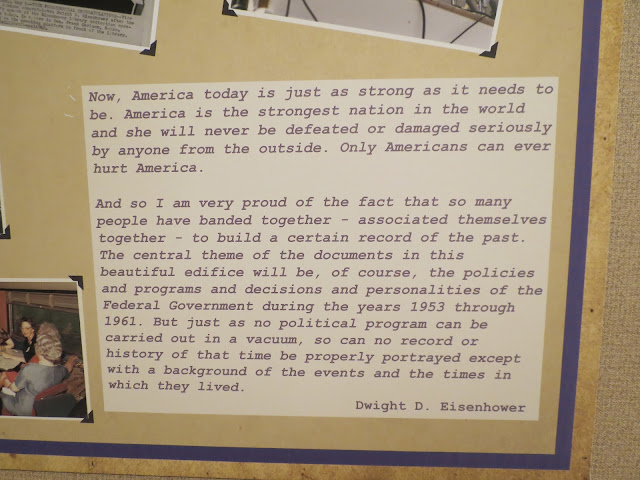 Now, America today is just as strong as it needs to
be. America is the strongest nation in the world
and she will never be defeated or damaged seriously
by anyone from the outside. Only Americans can ever
hurt America.
And so I am very proud of the fact that so many
people have banded together - associated themselves
together - to build a certain record of the past.
The central theme of the documents in this
beautiful edifice will be, of course, the policies
and programs and decisions and personalities of the
Federal Government during the years 1953 through
1961. But just as no political program can be
carried out in a vacuum, so can no record or
history of that time be properly portrayed except
with a background of the events and the times in
which they lived.
Dwight D. Eisenhower